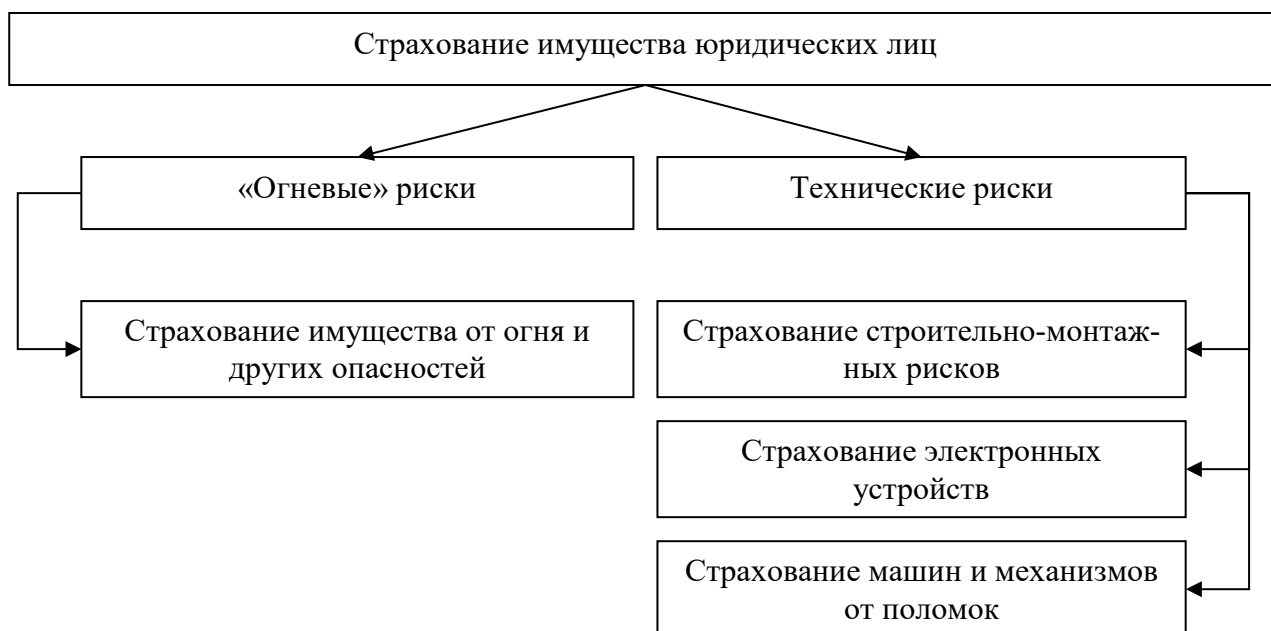 Страхование имущества юридических лиц
«Огневые» риски
Технические риски
Страхование имущества от огня и
других опасностей
Страхование строительно-монтаж-
ных рисков
Страхование электронных
устройств
Страхование машин и механизмов
от поломок